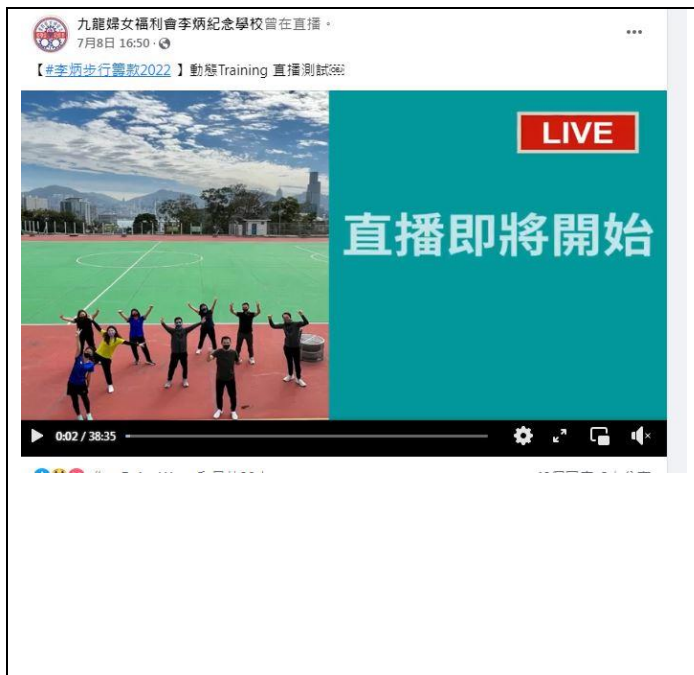 九龍婦女福利會李炳紀念學校曾在直播。
7月8日 16:50 ·
【#李炳步行籌款2022 】動態Training 直播測試
LIVE
直播即將開始
0:02 / 38:35